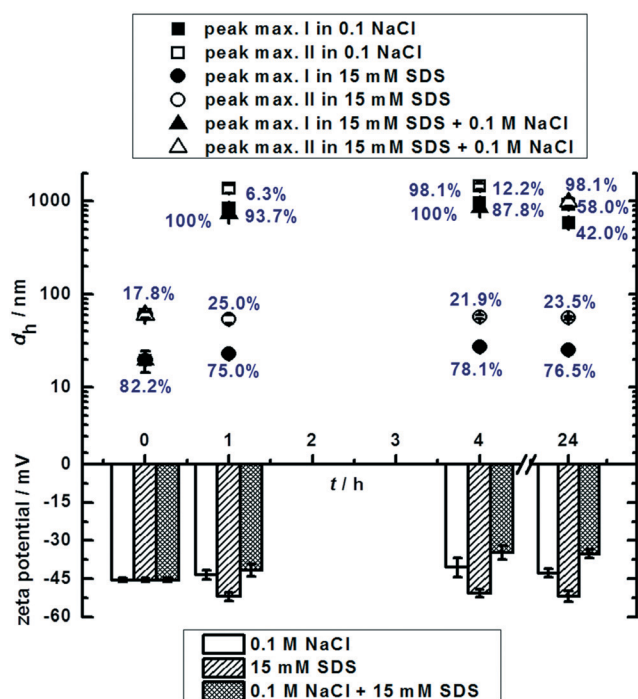 peak max. I in 0.1 NaCl
peak max. II in 0.1 NaCl
peak max. I in 15 mM SDS
peak max. II in 15 mM SDS
peak max. I in 15 mM SDS + 0.1 M NaCl
peak max. II in 15 mM SDS + 0.1 M NaCl
1000
100
10
dh / nm
6.3%
100%
93.7%
98.1%
12.2%
100%
87.8%
98.1%
58.0%
42.0%
17.8%
25.0%
21.9%
23.5%
82.2%
75.0%
78.1%
76.5%
0 1 2 3 4 24
t / h
0
-15
-30
-45
-60
zeta potential / mV
0.1 M NaCl
15 mM SDS
0.1 M NaCl + 15 mM SDS